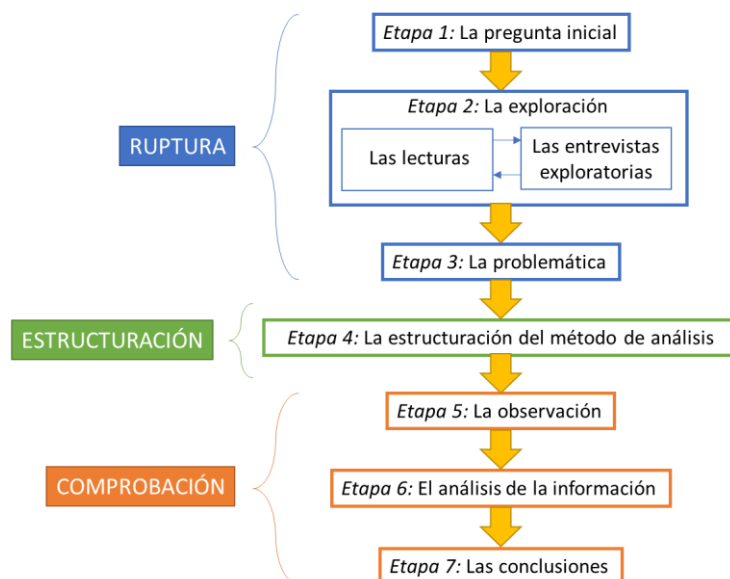 Etapa 1: La pregunta inicial
RUPTURA
Etapa 2: La exploración
Las lecturas
Las entrevistas
exploratorias
Etapa 3: La problemática
ESTRUCTURACIÓN
Etapa 4: La estructuración del método de análisis
COMPROBACIÓN
Etapa 5: La observación
Etapa 6: El análisis de la información
Etapa 7: Las conclusiones